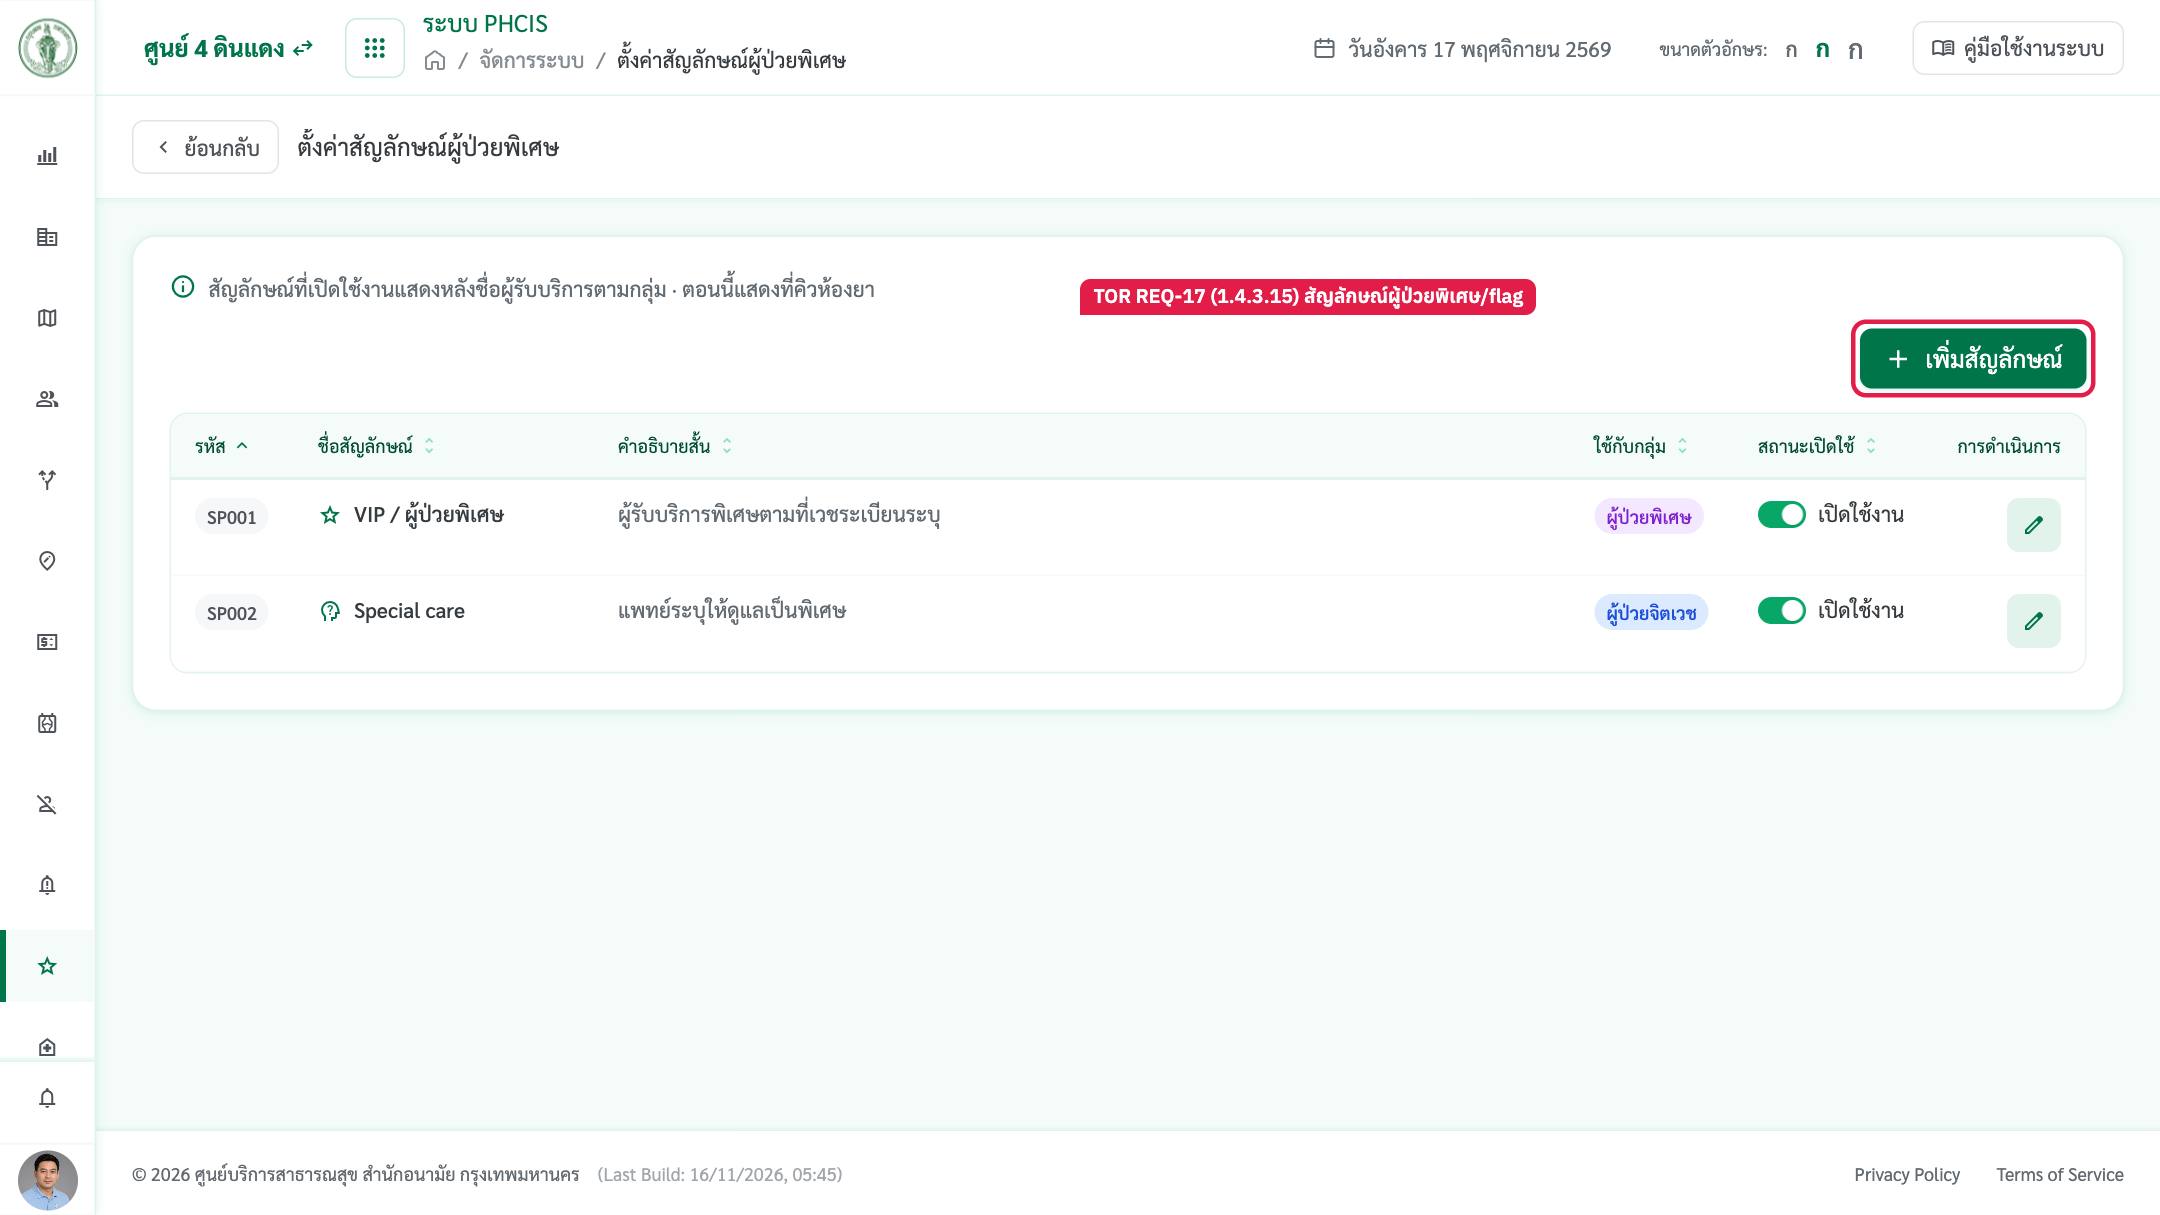 ศูนย์ 4 ดินแดง
ระบบ PHCIS
/ จัดการระบบ / ตั้งค่าสัญลักษณ์ผู้ป่วยพิเศษ
วันอังคาร 17 พฤศจิกายน 2569
ขนาดตัวอักษร: ก ก ก
คู่มือใช้งานระบบ
ย้อนกลับ
ตั้งค่าสัญลักษณ์ผู้ป่วยพิเศษ
สัญลักษณ์ที่เปิดใช้งานแสดงหลังชื่อผู้รับบริการตามกลุ่ม · ตอนนี้แสดงที่คิวห้องยา
TOR REQ-17 (1.4.3.15) สัญลักษณ์ผู้ป่วยพิเศษ/flag
+ เพิ่มสัญลักษณ์
รหัส ชื่อสัญลักษณ์ คำอธิบายสั้น ใช้กับกลุ่ม สถานะเปิดใช้ การดำเนินการ
SP001 VIP / ผู้ป่วยพิเศษ ผู้รับบริการพิเศษตามที่เวชระเบียนระบุ ผู้ป่วยพิเศษ เปิดใช้งาน
SP002 Special care แพทย์ระบุให้ดูแลเป็นพิเศษ ผู้ป่วยจิตเวช เปิดใช้งาน
© 2026 ศูนย์บริการสาธารณสุข สำนักอนามัย กรุงเทพมหานคร (Last Build: 16/11/2026, 05:45)
Privacy Policy Terms of Service